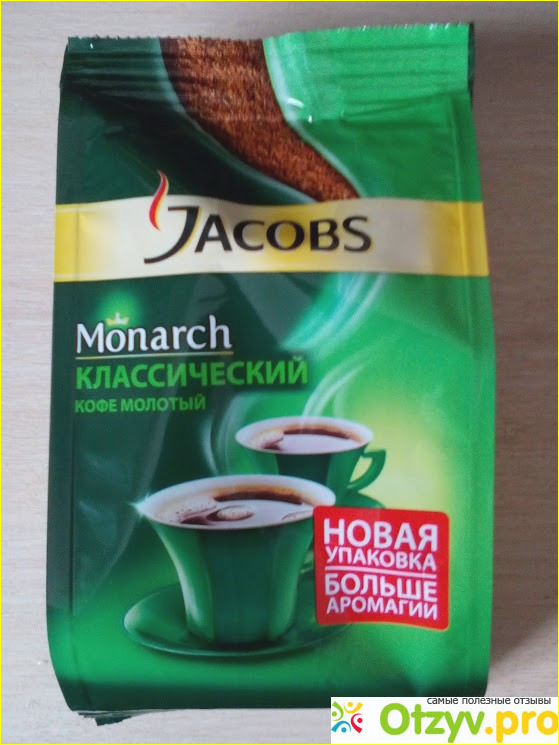 JACOBS
Monarch
КЛАССИЧЕСКИЙ
КОФЕ МОЛОТЫЙ
НОВАЯ
УПАКОВКА
БОЛЬШЕ
АРОМАГИИ
самые полезные отзывы
Otzyv.pro